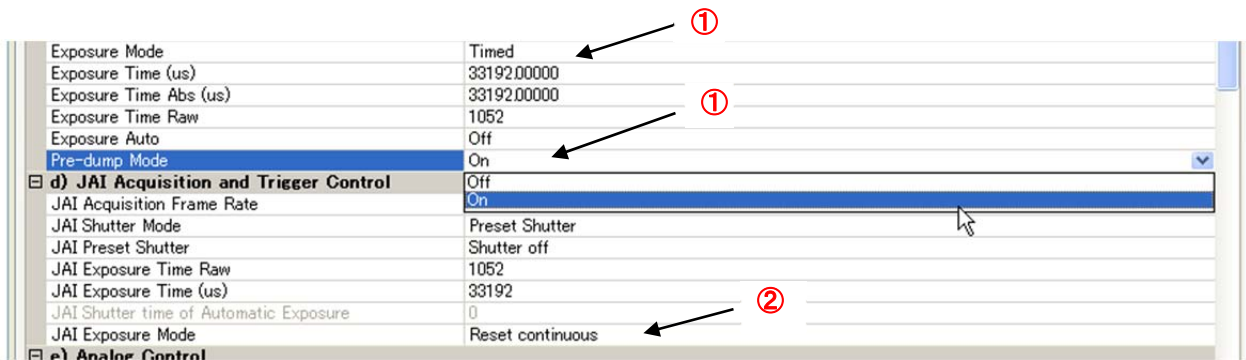 ①
Exposure Mode Timed
Exposure Time (us) 33192.00000
Exposure Time Abs (us) 33192.00000
①
Exposure Time Raw 1052
Exposure Auto Off
Pre-dump Mode On
d) JAI Acquisition and Trigger Control Off
JAI Acquisition Frame Rate On
JAI Shutter Mode Preset Shutter
JAI Preset Shutter Shutter off
JAI Exposure Time Raw 1052
JAI Exposure Time (us) 33192
②
JAI Shutter time of Automatic Exposure 0
JAI Exposure Mode Reset continuous
e) Analog Control